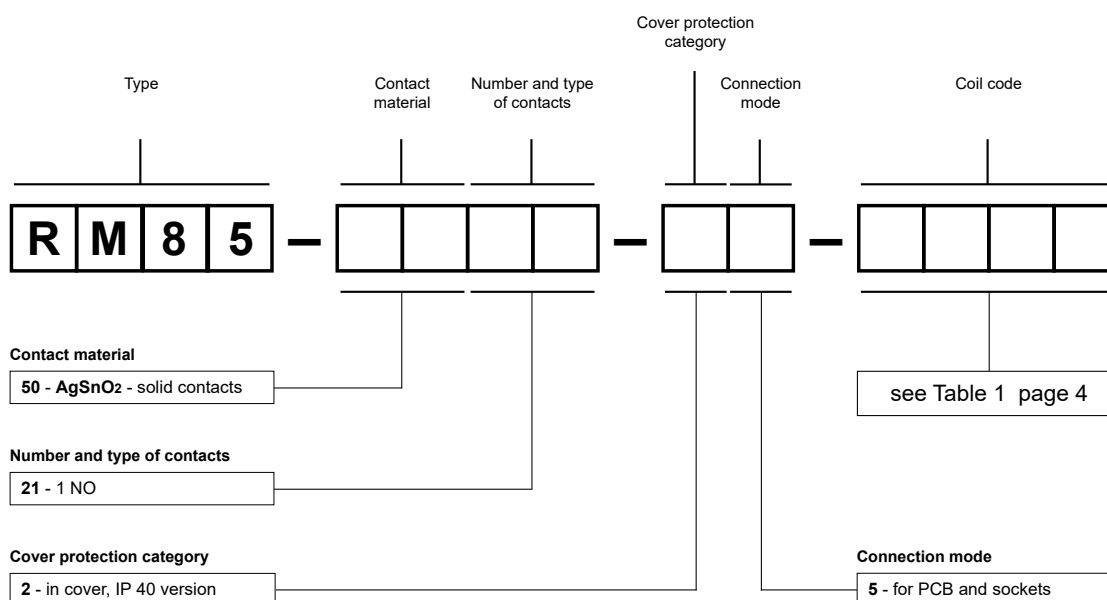 Cover protection
category
Type
Contact
material
Number and type
of contacts
Connection
mode
Coil code
R M 8 5 – – –
Contact material
50 - AgSnO2 - solid contacts
see Table 1 page 4
Number and type of contacts
21 - 1 NO
Cover protection category
2 - in cover, IP 40 version
Connection mode
5 - for PCB and sockets